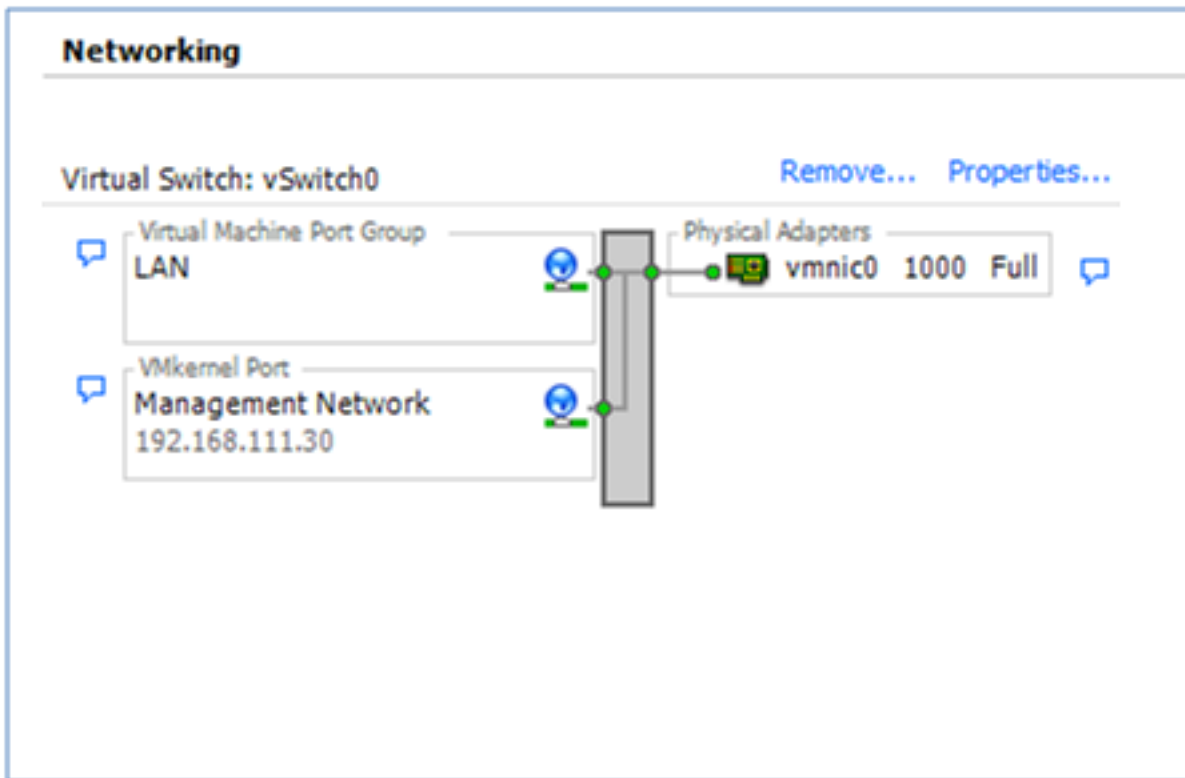 Networking
Virtual Switch: vSwitch0
Remove... Properties...
Virtual Machine Port Group
LAN
Physical Adapters
vmnic0 1000 Full
VMkernel Port
Management Network
192.168.111.30